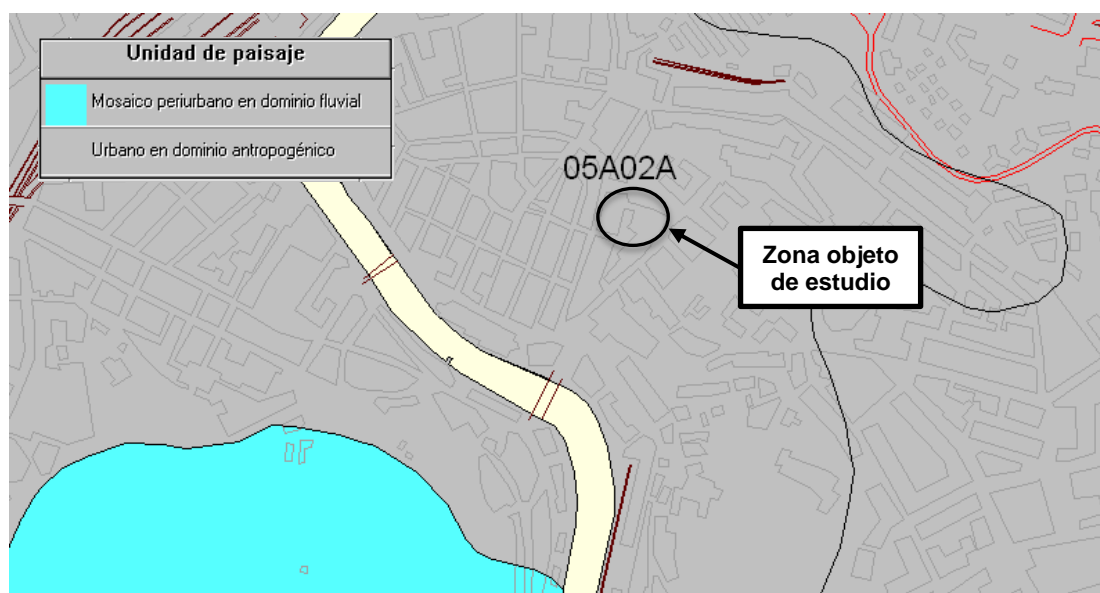 Unidad de paisaje
Mosaico periurbano en dominio fluvial
Urbano en dominio antropogénico
05A02A
Zona objeto
de estudio